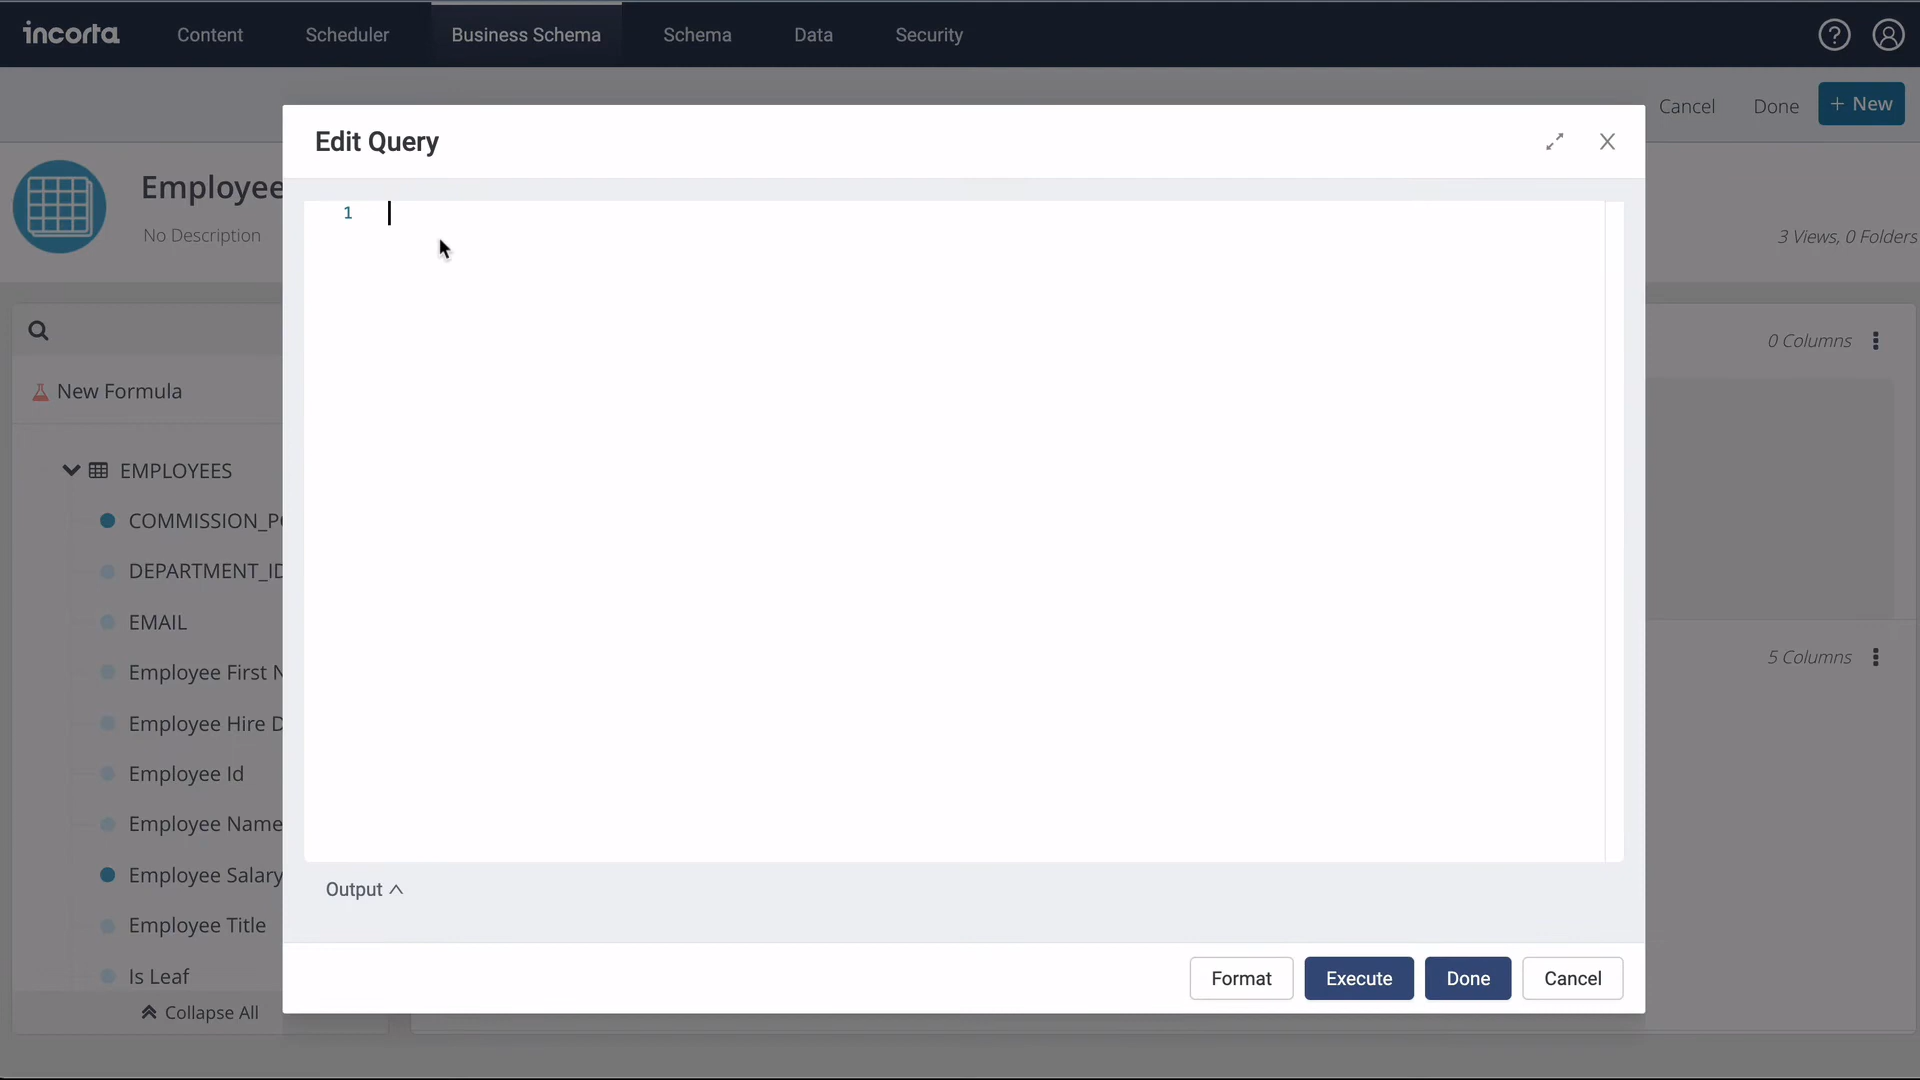 incorta
Content
Scheduler
Business Schema
Schema
Data
Security
?
Cancel
Done
+ New
Edit Query
Employee
No Description
3 Views, 0 Folders
1
0 Columns
New Formula
EMPLOYEES
COMMISSION_P
DEPARTMENT_ID
EMAIL
Employee First N
Employee Hire D
Employee Id
Employee Name
Employee Salary
Employee Title
Is Leaf
Collapse All
5 Columns
Output
Format
Execute
Done
Cancel